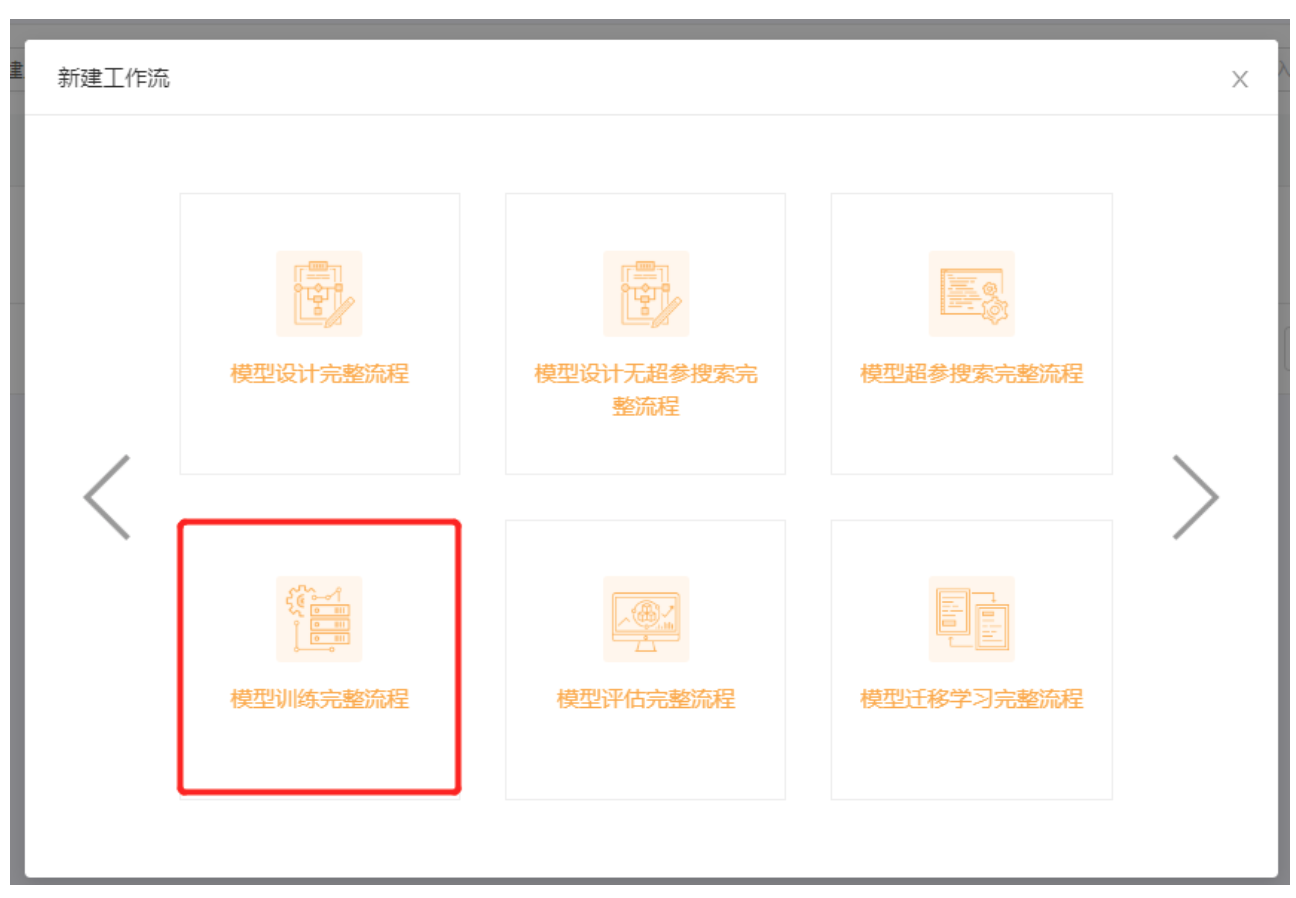 新建工作流
模型设计完整流程
模型设计无超参搜索完
整流程
模型超参搜索完整流程
模型训练完整流程
模型评估完整流程
模型迁移学习完整流程